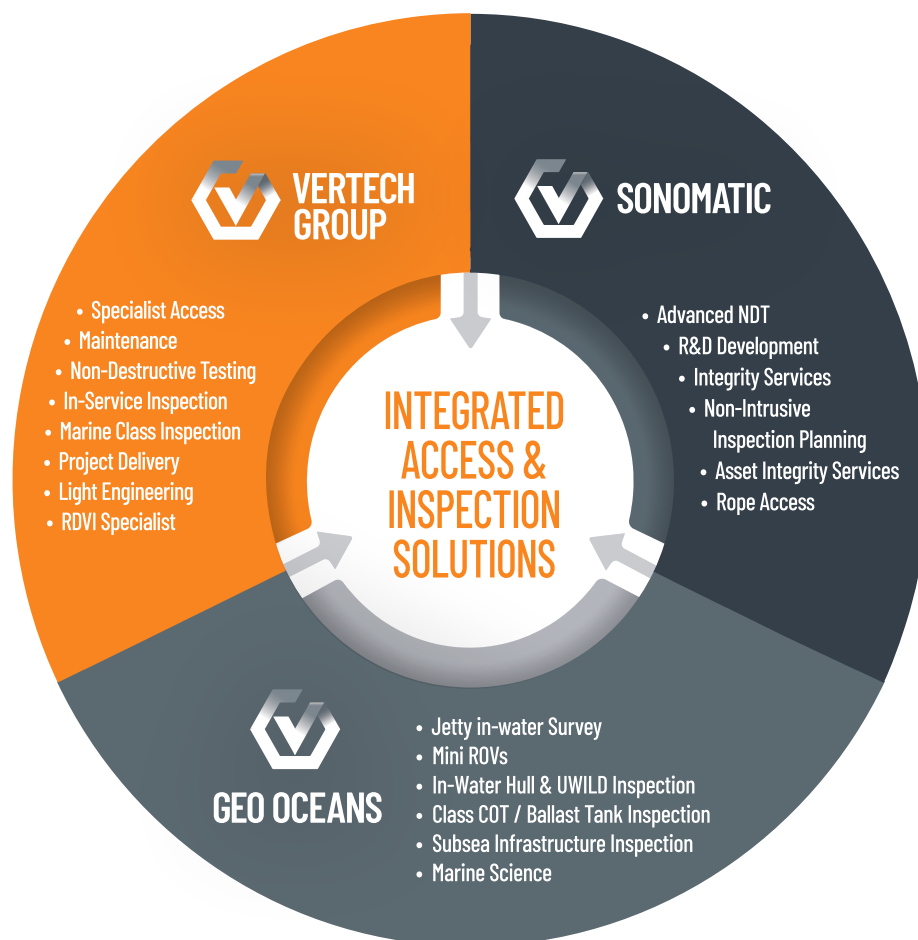 VERTECH
GROUP
• Specialist Access
• Maintenance
• Non-Destructive Testing
• In-Service Inspection
• Marine Class Inspection
• Project Delivery
• Light Engineering
• RDVI Specialist
SONOMATIC
• Advanced NDT
• R&D Development
• Integrity Services
• Non-Intrusive
Inspection Planning
• Asset Integrity Services
• Rope Access
INTEGRATED
ACCESS &
INSPECTION
SOLUTIONS
GEO OCEANS
• Jetty in-water Survey
• Mini ROVs
• In-Water Hull & UWILD Inspection
• Class COT / Ballast Tank Inspection
• Subsea Infrastructure Inspection
• Marine Science